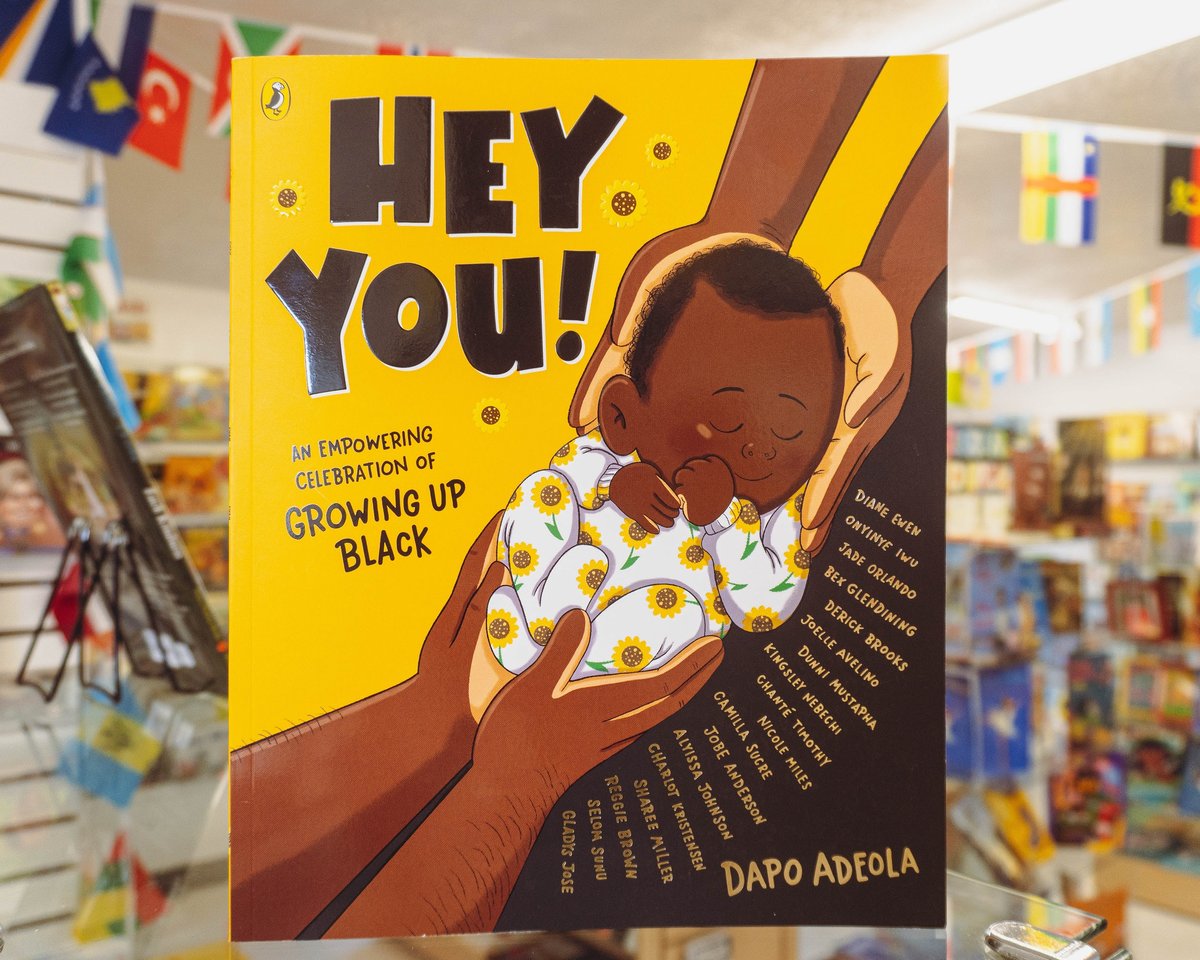 HEY
YOU!
AN EMPOWERING
CELEBRATION OF
GROWING UP
BLACK
DIANE EWEN
ONYINYE IWU
JADE ORLANDO
BEX GLENDINING
DERICK BROOKS
JOELLE AVELINO
DUNNI MUSTAPHA
KINGSLEY NEBECHI
CHANTÉ TIMOTHY
NICOLE MILES
CAMILLA SUCRE
JOBE ANDERSON
ALYISSA JOHNSON
CHARLOT KRISTENSEN
SHAREE MILLER
REGGIE BROWN
SELOM SUNU
GLADYS JOSE
DAPO ADEOLA